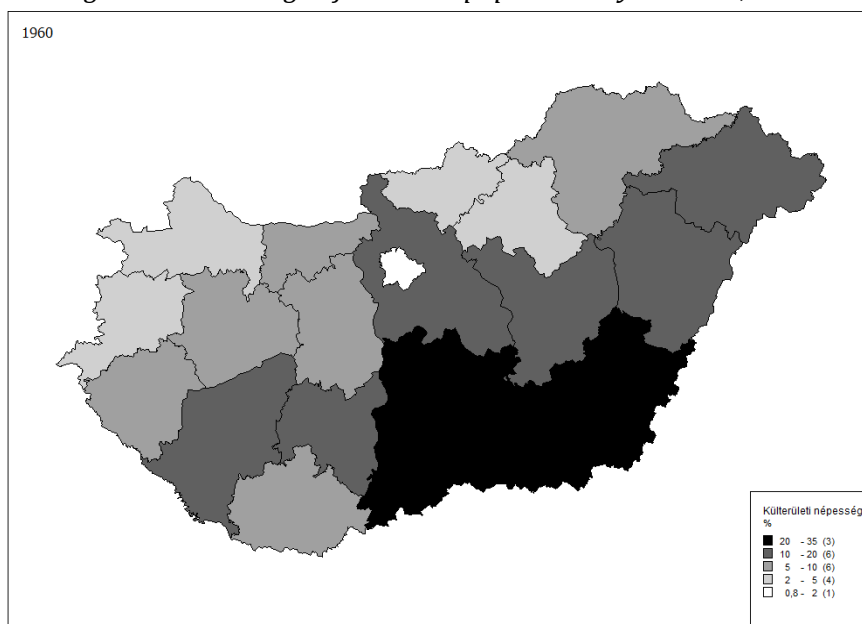 1960
Külterületi népesség
%
20 - 35 (3)
10 - 20 (6)
5 - 10 (6)
2 - 5 (4)
0,8 - 2 (1)